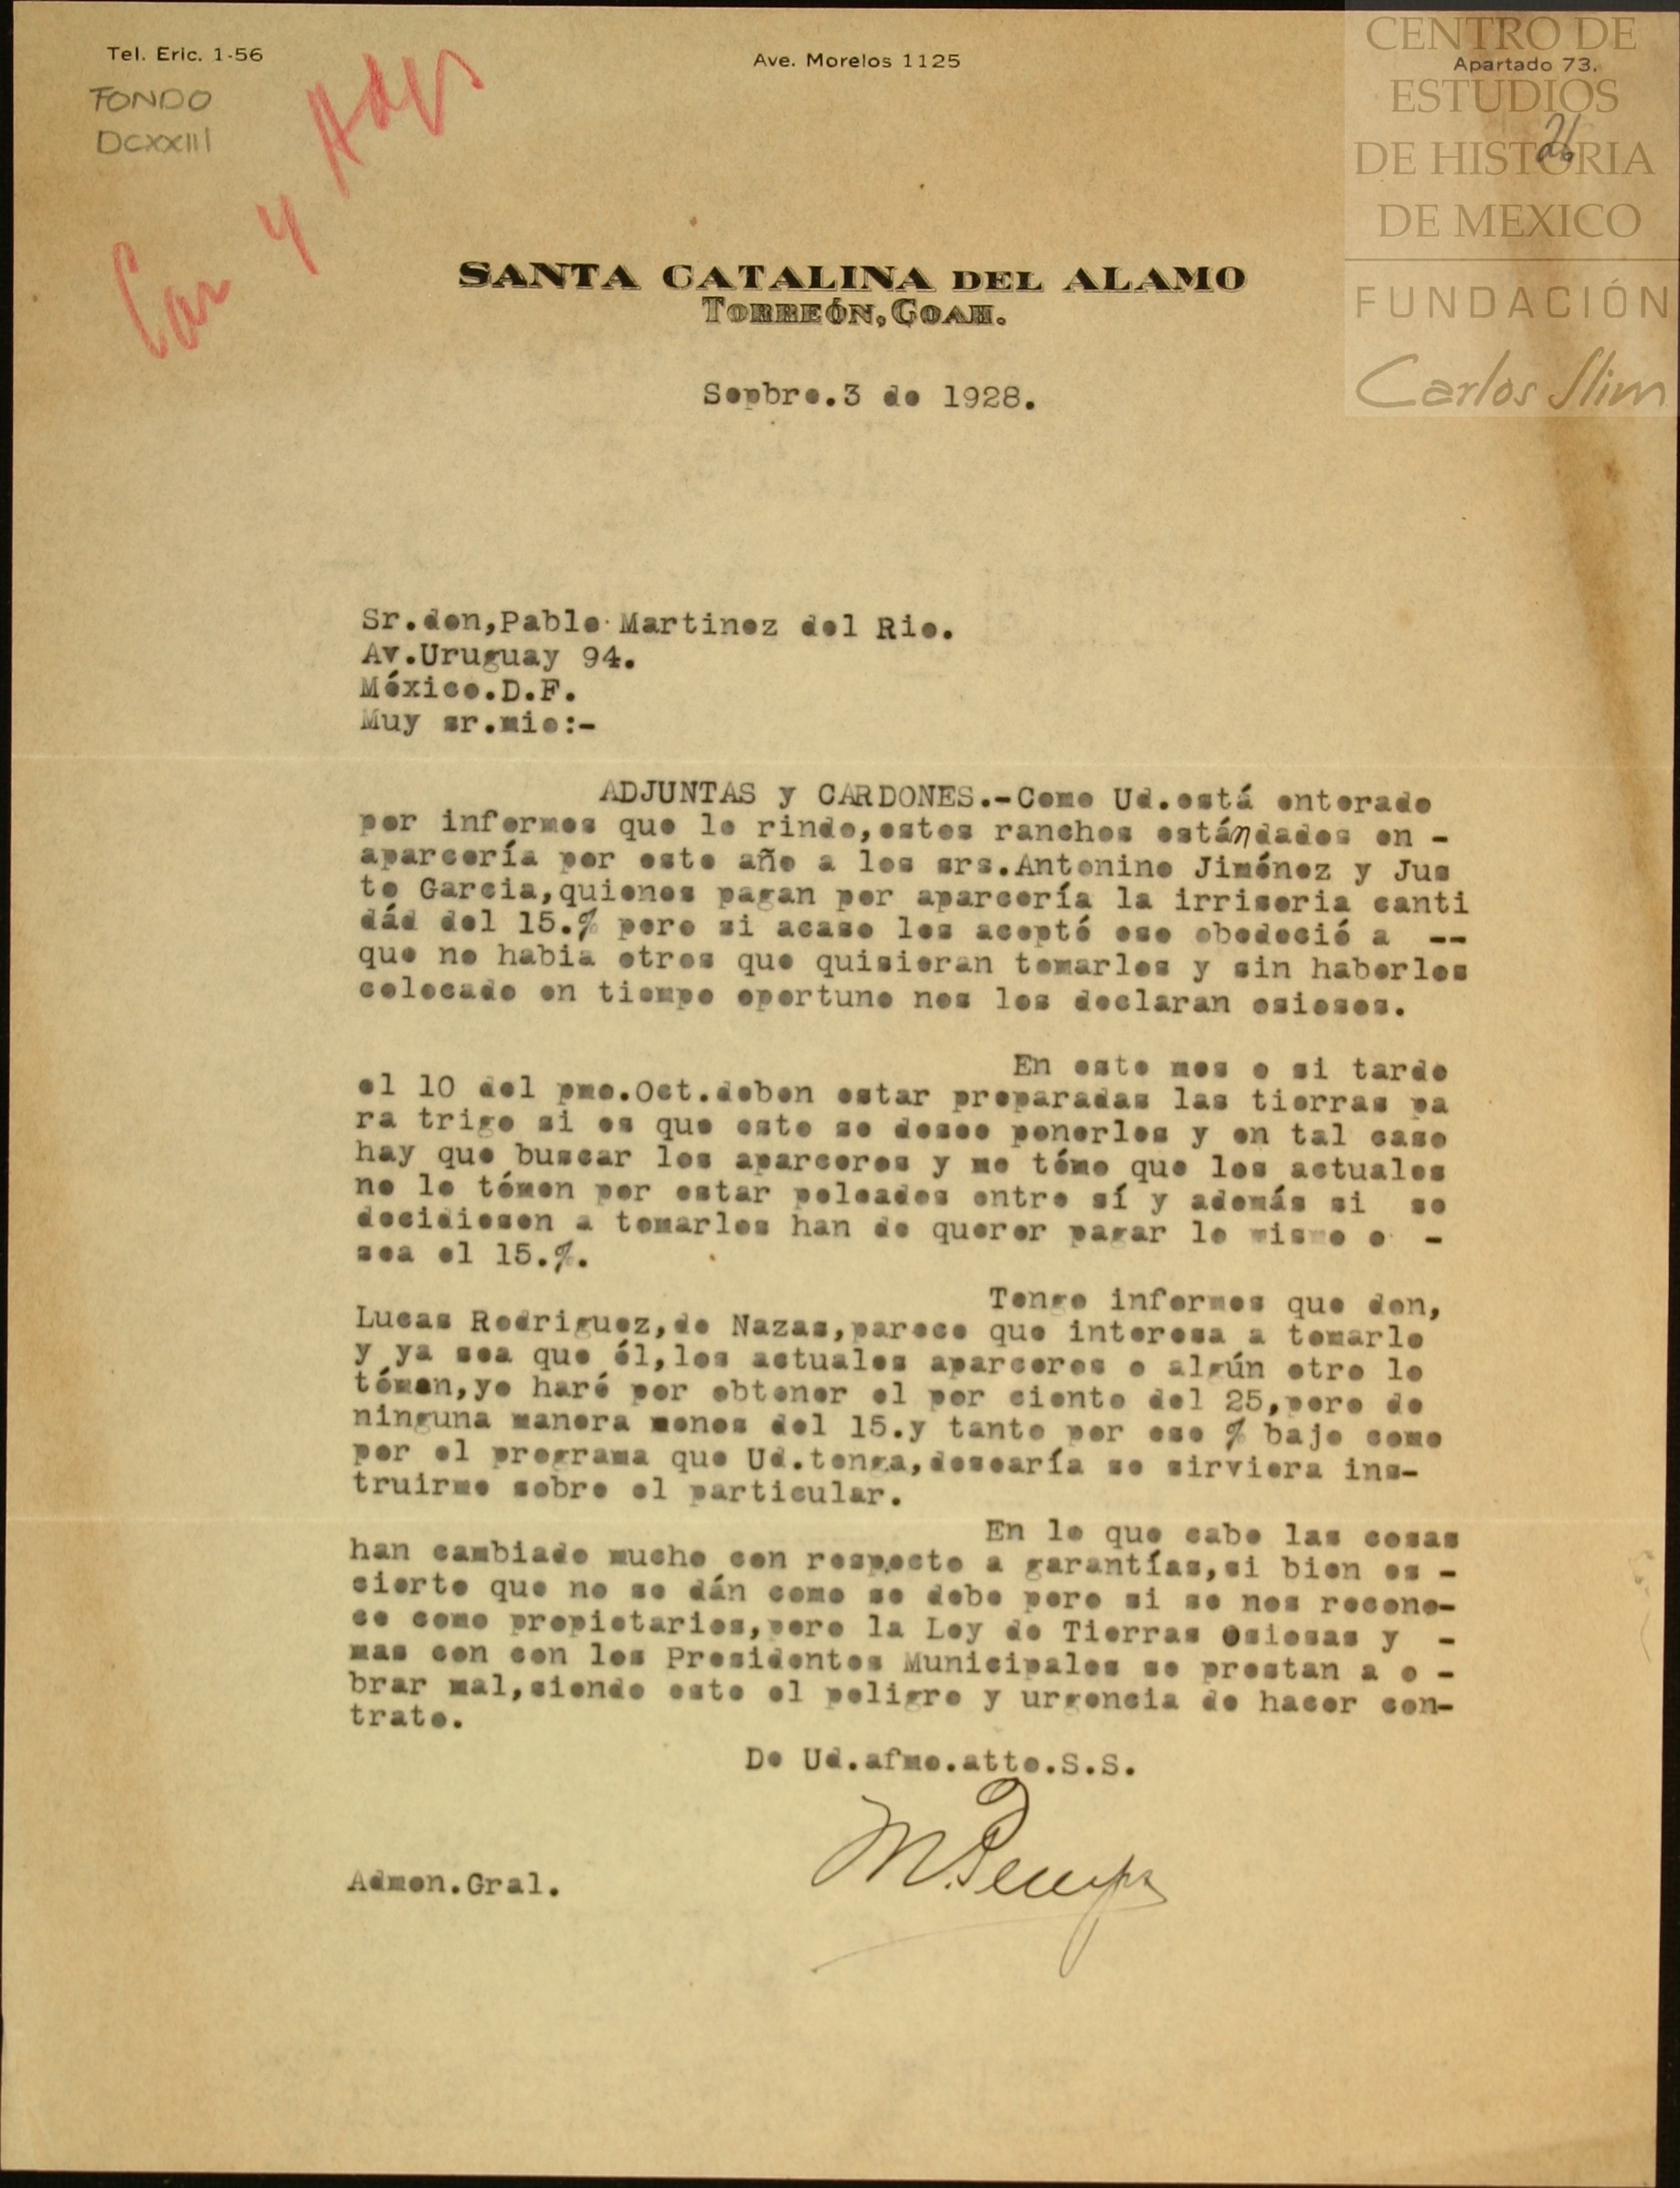 Tel. Eric. 1-56
Ave. Morelos 1125
Apartado 73.
FONDO
DCXXIII
Car y Adjs
26
CENTRO DE
ESTUDIOS
DE HISTORIA
DE MEXICO
FUNDACIÓN
Carlos Slim
SANTA CATALINA DEL ALAMO
TORREÓN, COAH.
Sepbre.3 de 1928.
Sr.don,Pablo Martinez del Rio.
Av.Uruguay 94.
México.D.F.
Muy sr.mio:-
ADJUNTAS y CARDONES.-Como Ud.está enterado
por informes que le rindo,estos ranchos están dados en -
aparcería por este año a los srs.Antonino Jiménez y Jus
to Garcia,quienes pagan por aparcería la irrisoria canti
dád del 15.% pero si acaso les aceptó eso obedeció a --
que no habia otros que quisieran tomarlos y sin haberlos
colocado en tiempo oportuno nos los declaran osiosos.
En este mes o si tarde
el 10 del pmo.Oct.deben estar preparadas las tierras pa
ra trigo si es que este se desee ponerles y en tal caso
hay que buscar los aparceros y me témo que los actuales
no lo tómen por estar peleados entre sí y además si se
decidiesen a tomarlos han de querer pagar lo mismo o -
sea el 15.%.
Tengo informes que don,
Lucas Rodriguez,de Nazas,parece que interesa a tomarlo
y ya sea que él,los actuales aparceros o algún otro lo
tómen,yo haré por obtener el por ciento del 25,pero de
ninguna manera menos del 15.y tanto por ese % bajo como
por el programa que Ud.tenga,desearía se sirviera ins-
truirme sobre el particular.
En lo que cabe las cosas
han cambiado mucho con respecto a garantías,si bien es -
cierto que no se dán como se debe pero si se nos recono-
ce como propietarios,pero la Ley de Tierras Osiosas y -
mas con con los Presidentes Municipales se prestan a o -
brar mal,siendo este el peligro y urgencia de hacer con-
trato.
De Ud.afmo.atto.S.S.
Admon.Gral.